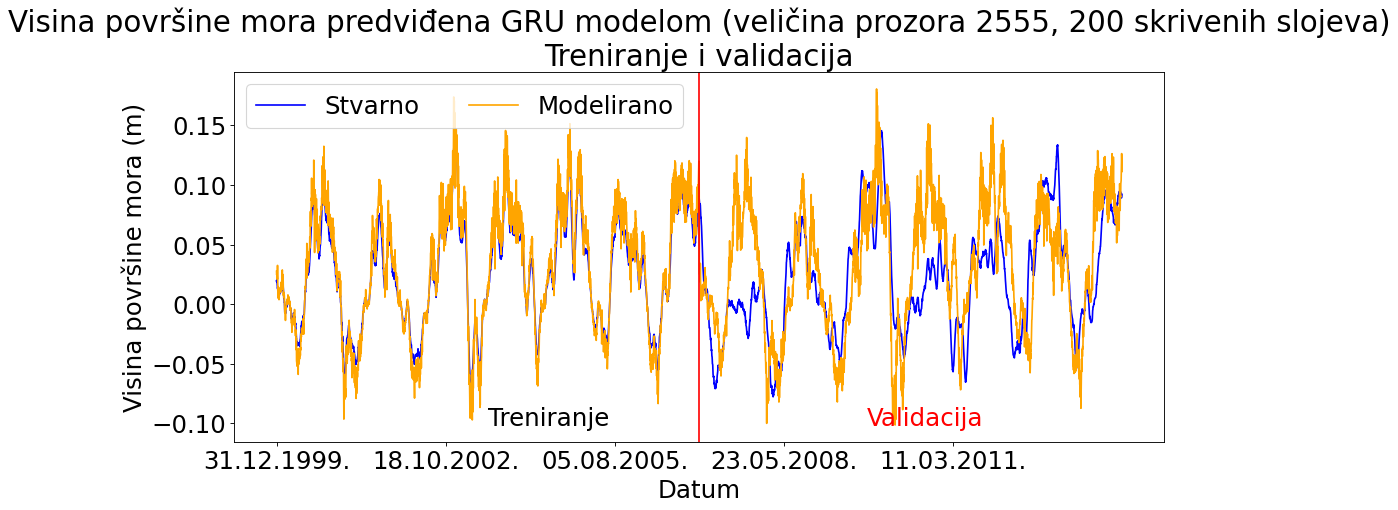 Visina površine mora predviđena GRU modelom (veličina prozora 2555, 200 skrivenih slojeva)
Treniranje i validacija
Stvarno
Modelirano
Visina površine mora (m)
0.15
0.10
0.05
0.00
−0.05
−0.10
Treniranje
Validacija
31.12.1999.
18.10.2002.
05.08.2005.
23.05.2008.
11.03.2011.
Datum